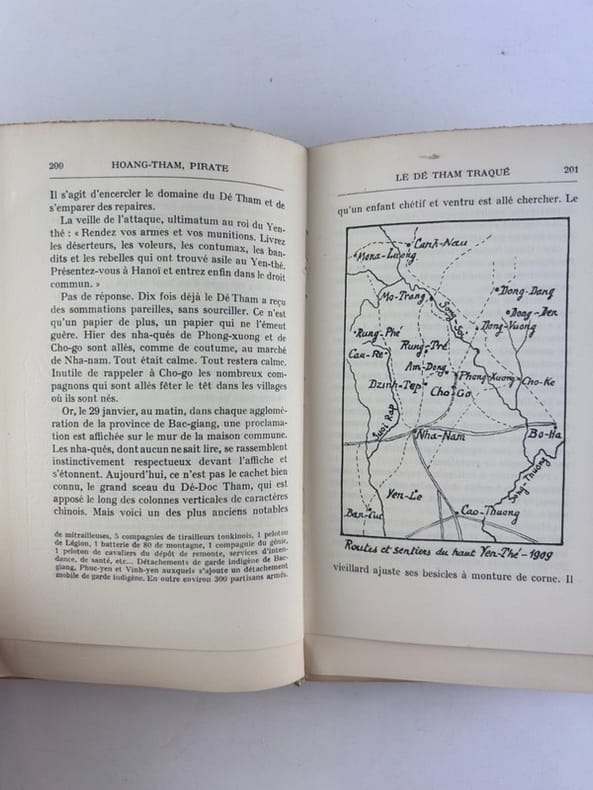 200
HOANG-THAM, PIRATE
Il s'agit d'encercler le domaine du Dé Tham et de
s'emparer des repaires.
La veille de l'attaque, ultimatum au roi du Yen-
thé : « Rendez vos armes et vos munitions. Livrez
les déserteurs, les voleurs, les contumax, les ban-
dits et les rebelles qui ont trouvé asile au Yen-thé.
Présentez-vous à Hanoï et entrez enfin dans le droit
commun. »
Pas de réponse. Dix fois déjà le Dé Tham a reçu
des sommations pareilles, sans sourciller. Ce n'est
qu'un papier de plus, un papier qui ne l'émeut
guère. Hier des nha-qués de Phong-xuong et de
Cho-go sont allés, comme de coutume, au marché
de Nha-nam. Tout était calme. Tout restera calme.
Inutile de rappeler à Cho-go les nombreux com-
pagnons qui sont allés fêter le têt dans les villages
où ils sont nés.
Or, le 29 janvier, au matin, dans chaque agglomé-
ration de la province de Bac-giang, une proclama-
tion est affichée sur le mur de la maison commune.
Les nha-qués, dont aucun ne sait lire, se rassemblent
instinctivement respectueux devant l'affiche et
s'étonnent. Aujourd'hui, ce n'est pas le cachet bien
connu, le grand sceau du Dé-Doc Tham, qui est
apposé le long des colonnes verticales de caractères
chinois. Mais voici un des plus anciens notables
de mitrailleuses, 5 compagnies de tirailleurs tonkinois, 1 peloton
de Légion, 1 batterie de 80 de montagne, 1 compagnie du génie,
1 peloton de cavaliers du dépôt de remonte, services d'inten-
dance, de santé, etc... Détachements de garde indigène de Bac-
giang, Phuc-yen et Vinh-yen auxquels s'ajoute un détachement
mobile de garde indigène. En outre environ 300 partisans armés.
LE DÉ THAM TRAQUÉ
201
qu'un enfant chétif et ventru est allé chercher. Le
Canh-Nau
Mona-Luong
Mo-Trang
Song-Soi
Dong-Dang
Dong-Den
Dong-Vuong
Rung-Phé
Cau-Re
Rung-Tré
Am-Dong
Phong-Xuong
Cho-Ke
Dzinh-Tep
Cho-Go
Suoi Rap
Nha-Nam
Bo-Ha
Song-Thuong
Yen-Le
Ban-Cuc
Cao-Thuong
Routes et sentiers du haut Yen-Thé - 1909
vieillard ajuste ses besicles à monture de corne. Il